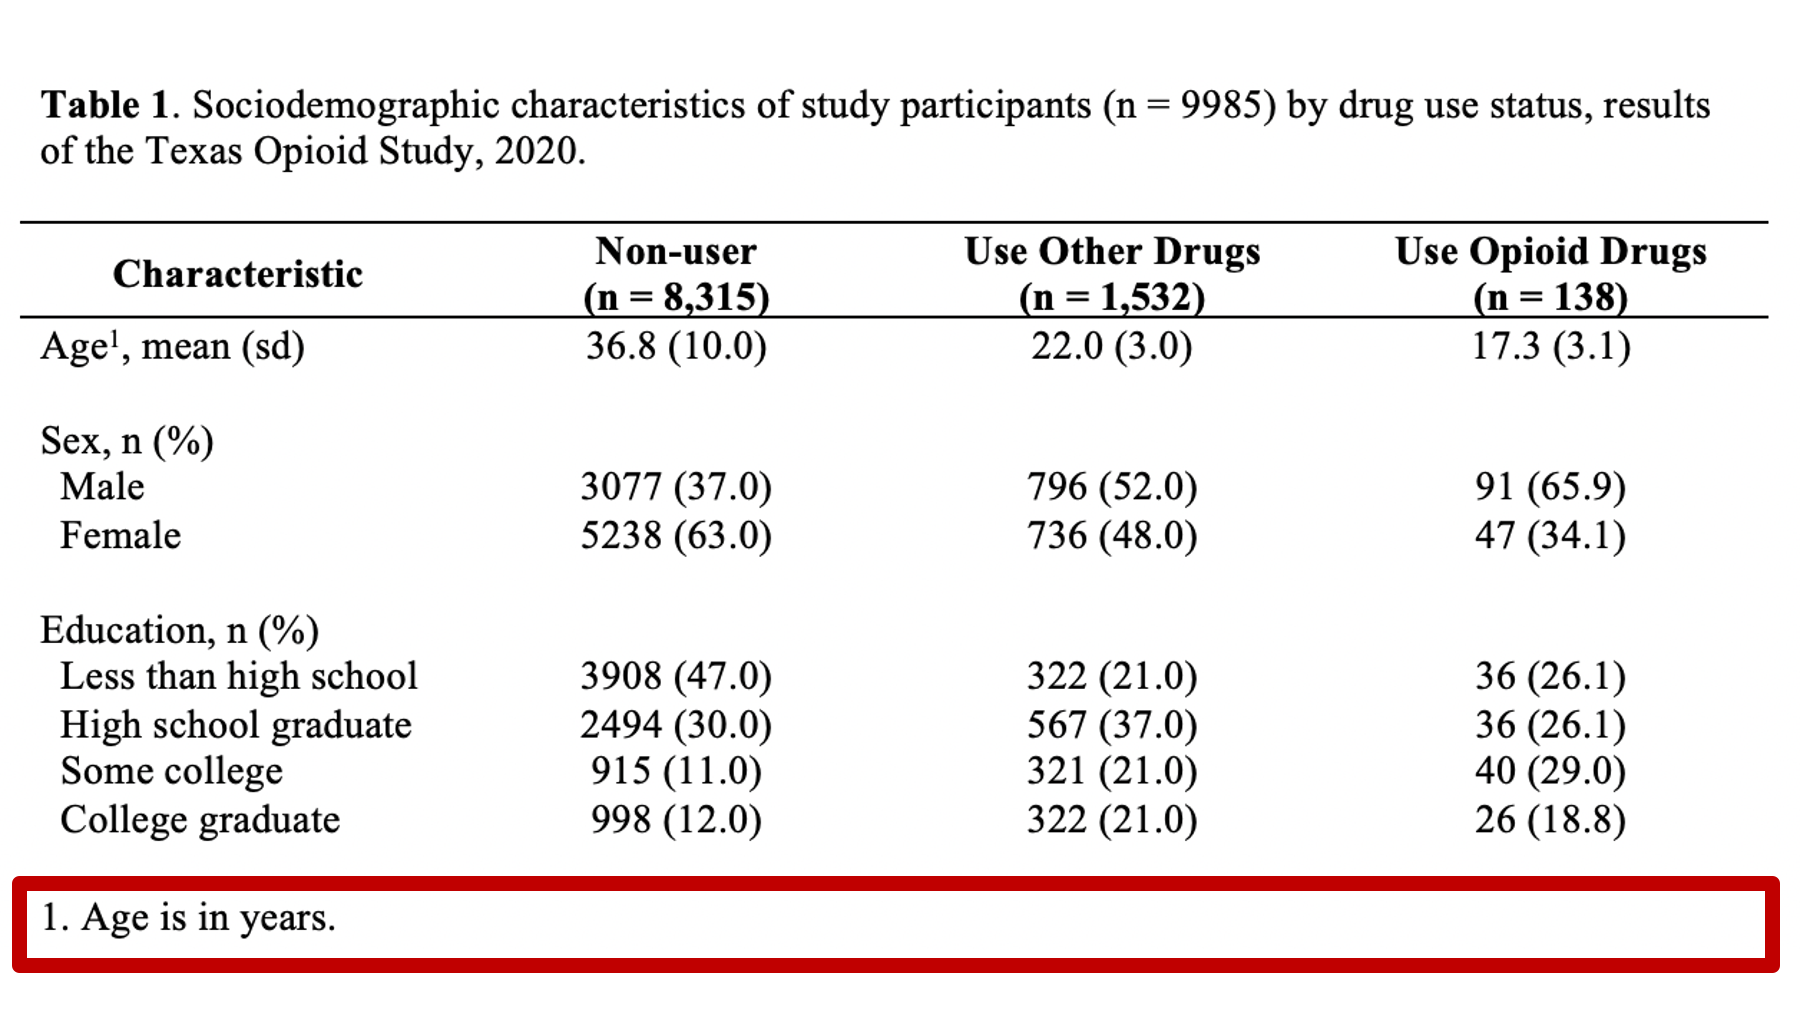 Table 1. Sociodemographic characteristics of study participants (n = 9985) by drug use status, results
of the Texas Opioid Study, 2020.
Characteristic Non-user (n = 8,315) Use Other Drugs (n = 1,532) Use Opioid Drugs (n = 138)
Age¹, mean (sd) 36.8 (10.0) 22.0 (3.0) 17.3 (3.1)
Sex, n (%)
Male 3077 (37.0) 796 (52.0) 91 (65.9)
Female 5238 (63.0) 736 (48.0) 47 (34.1)
Education, n (%)
Less than high school 3908 (47.0) 322 (21.0) 36 (26.1)
High school graduate 2494 (30.0) 567 (37.0) 36 (26.1)
Some college 915 (11.0) 321 (21.0) 40 (29.0)
College graduate 998 (12.0) 322 (21.0) 26 (18.8)
1. Age is in years.